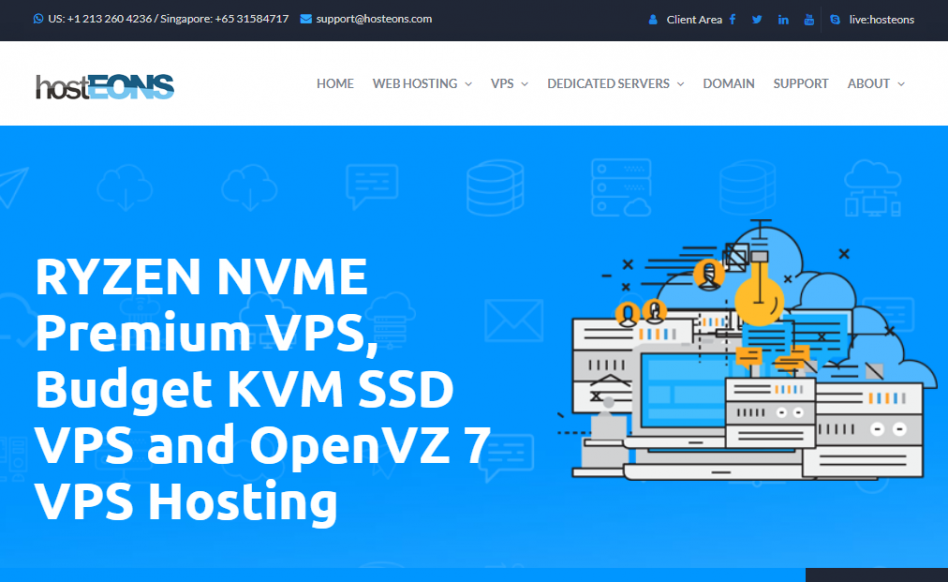 US: +1 213 260 4236 / Singapore: +65 31584717 support@hosteons.com Client Area live:hosteons
hostEONS HOME WEB HOSTING VPS DEDICATED SERVERS DOMAIN SUPPORT ABOUT
RYZEN NVME
Premium VPS,
Budget KVM SSD
VPS and OpenVZ 7
VPS Hosting